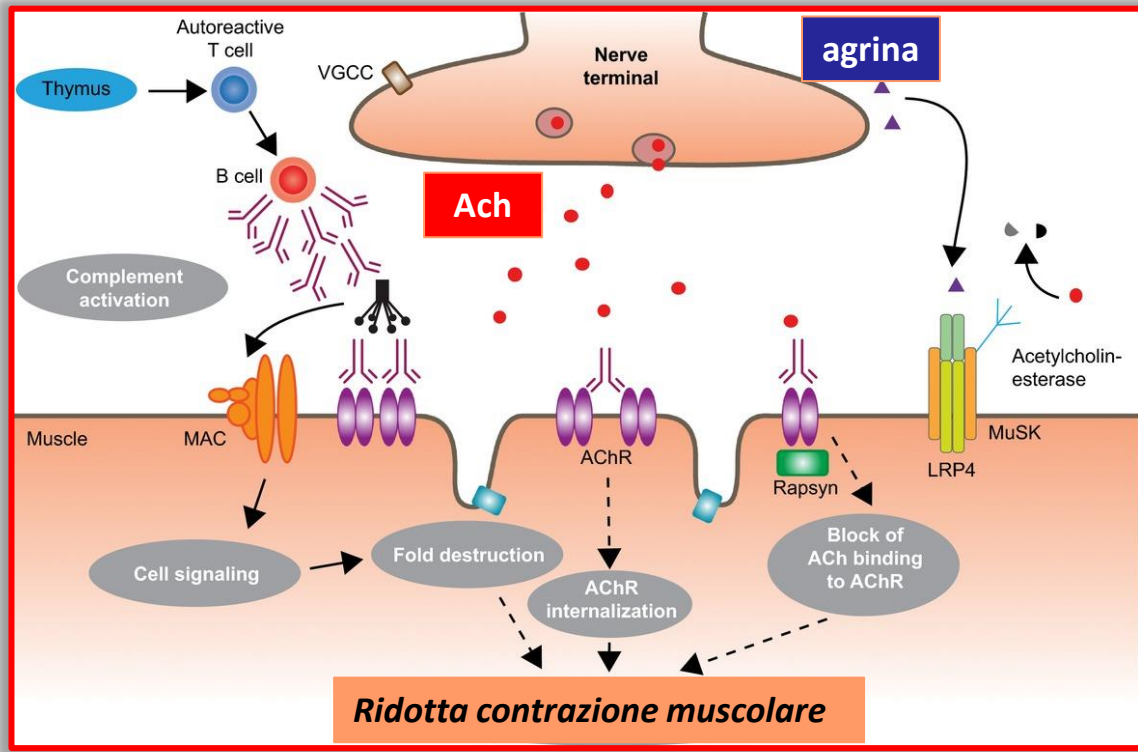 Autoreactive
T cell
Thymus
B cell
VGCC
Nerve
terminal
agrina
Ach
Complement
activation
Acetylcholin-
esterase
Muscle
MAC
AChR
Rapsyn
MuSK
LRP4
Cell signaling
Fold destruction
AChR
internalization
Block of
ACh binding
to AChR
Ridotta contrazione muscolare